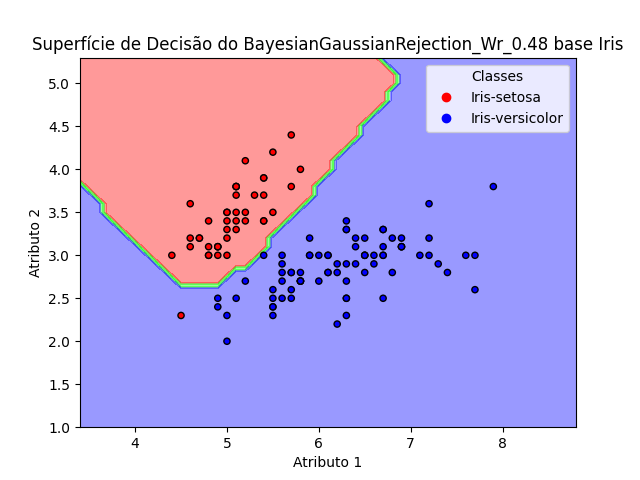 Superfície de Decisão do BayesianGaussianRejection_Wr_0.48 base Iris
Classes
Iris-setosa
Iris-versicolor
5.0
4.5
4.0
3.5
3.0
2.5
2.0
1.5
1.0
Atributo 2
4
5
6
7
8
Atributo 1